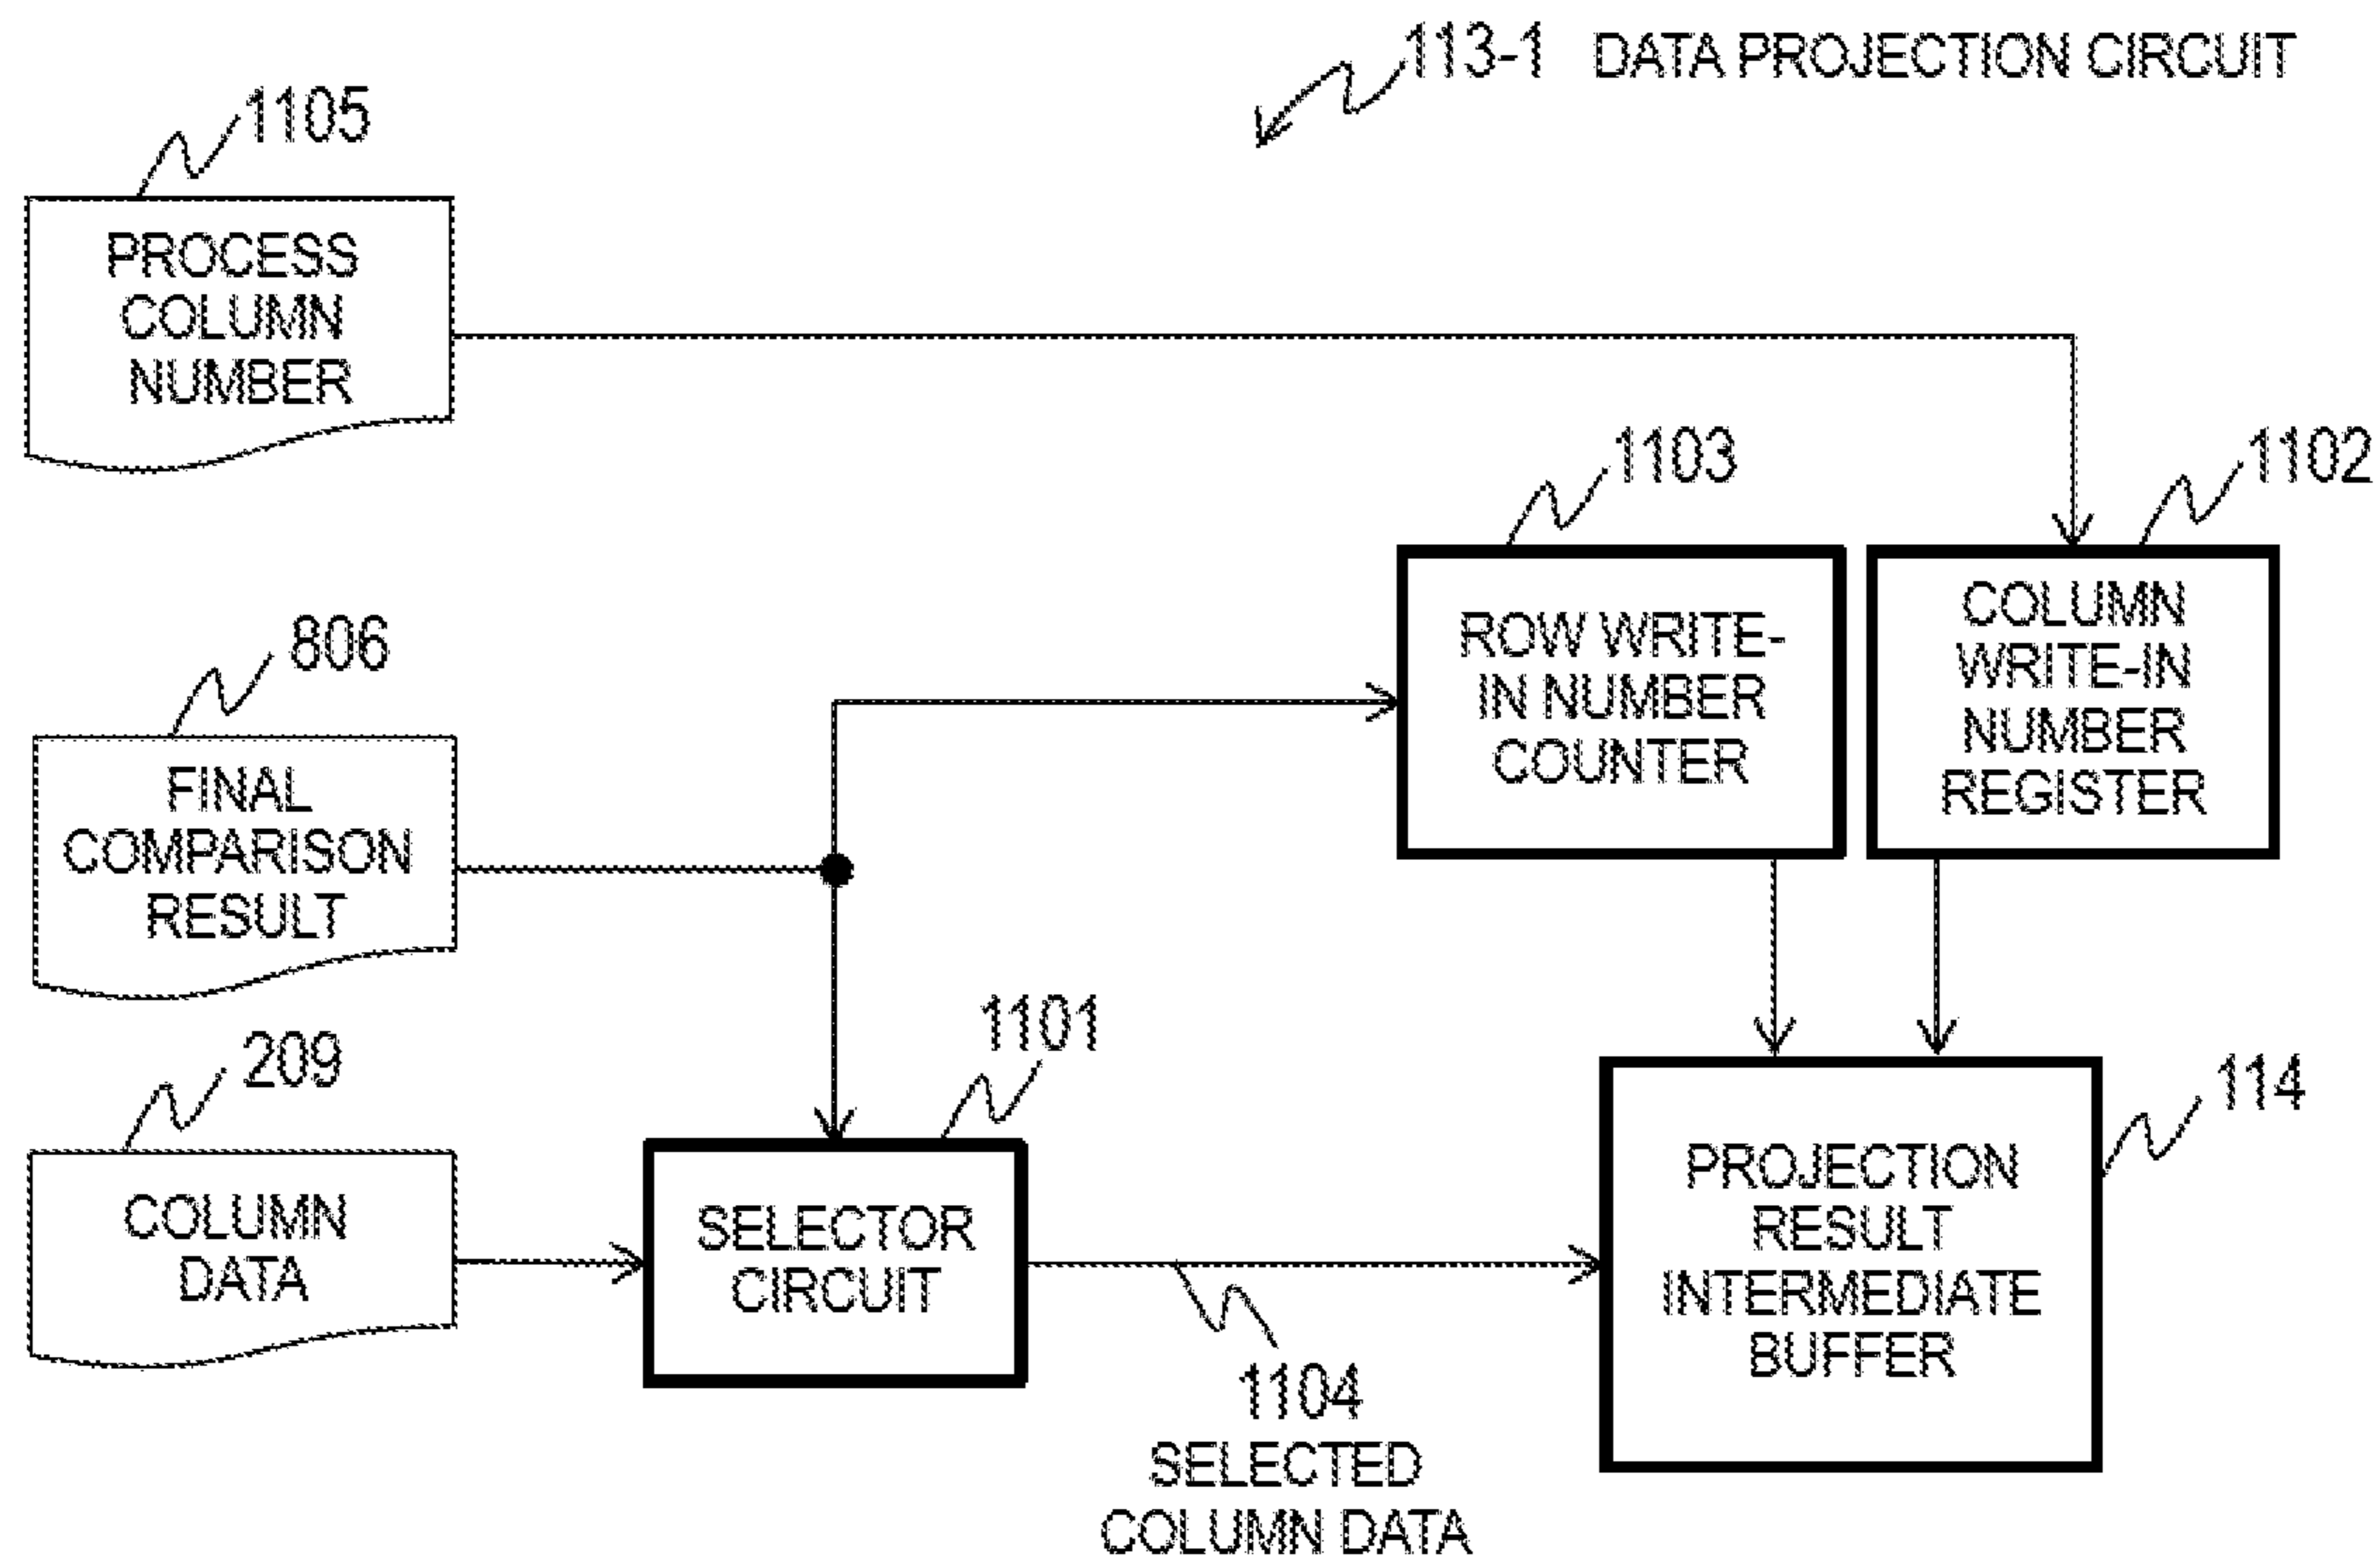 113-1 DATA PROJECTION CIRCUIT
1105
PROCESS
COLUMN
NUMBER
1103
1102
ROW WRITE-
IN NUMBER
COUNTER
COLUMN
WRITE-IN
NUMBER
REGISTER
806
FINAL
COMPARISON
RESULT
209
COLUMN
DATA
1101
SELECTOR
CIRCUIT
114
PROJECTION
RESULT
INTERMEDIATE
BUFFER
1104
SELECTED
COLUMN DATA